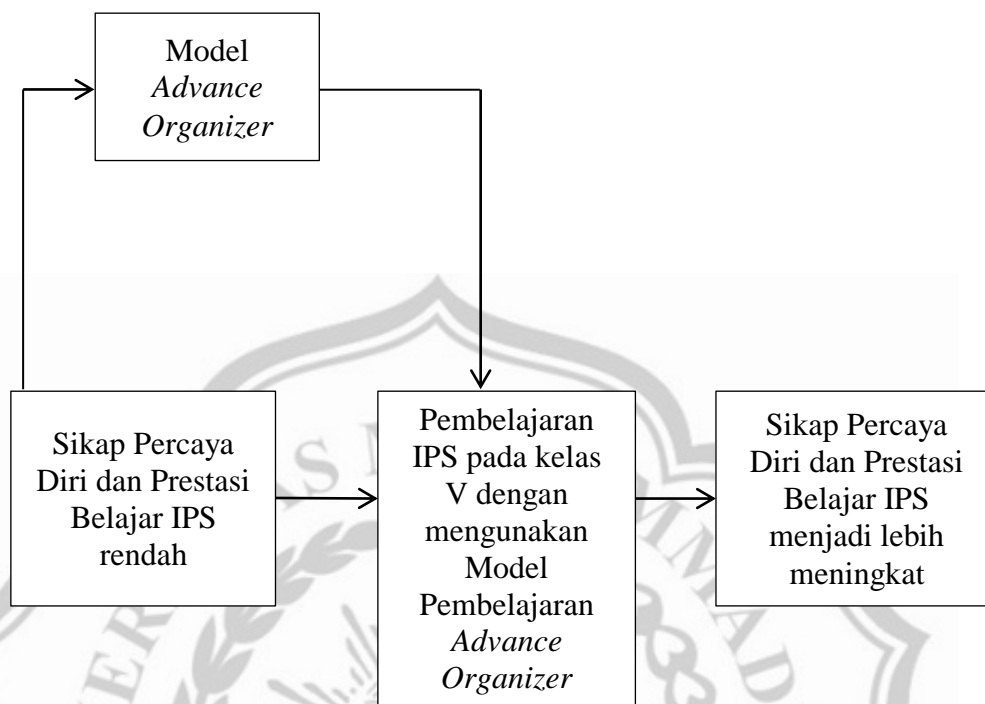 Model
Advance
Organizer
Sikap Percaya
Diri dan Prestasi
Belajar IPS
rendah
Pembelajaran
IPS pada kelas
V dengan
mengunakan
Model
Pembelajaran
Advance
Organizer
Sikap Percaya
Diri dan Prestasi
Belajar IPS
menjadi lebih
meningkat